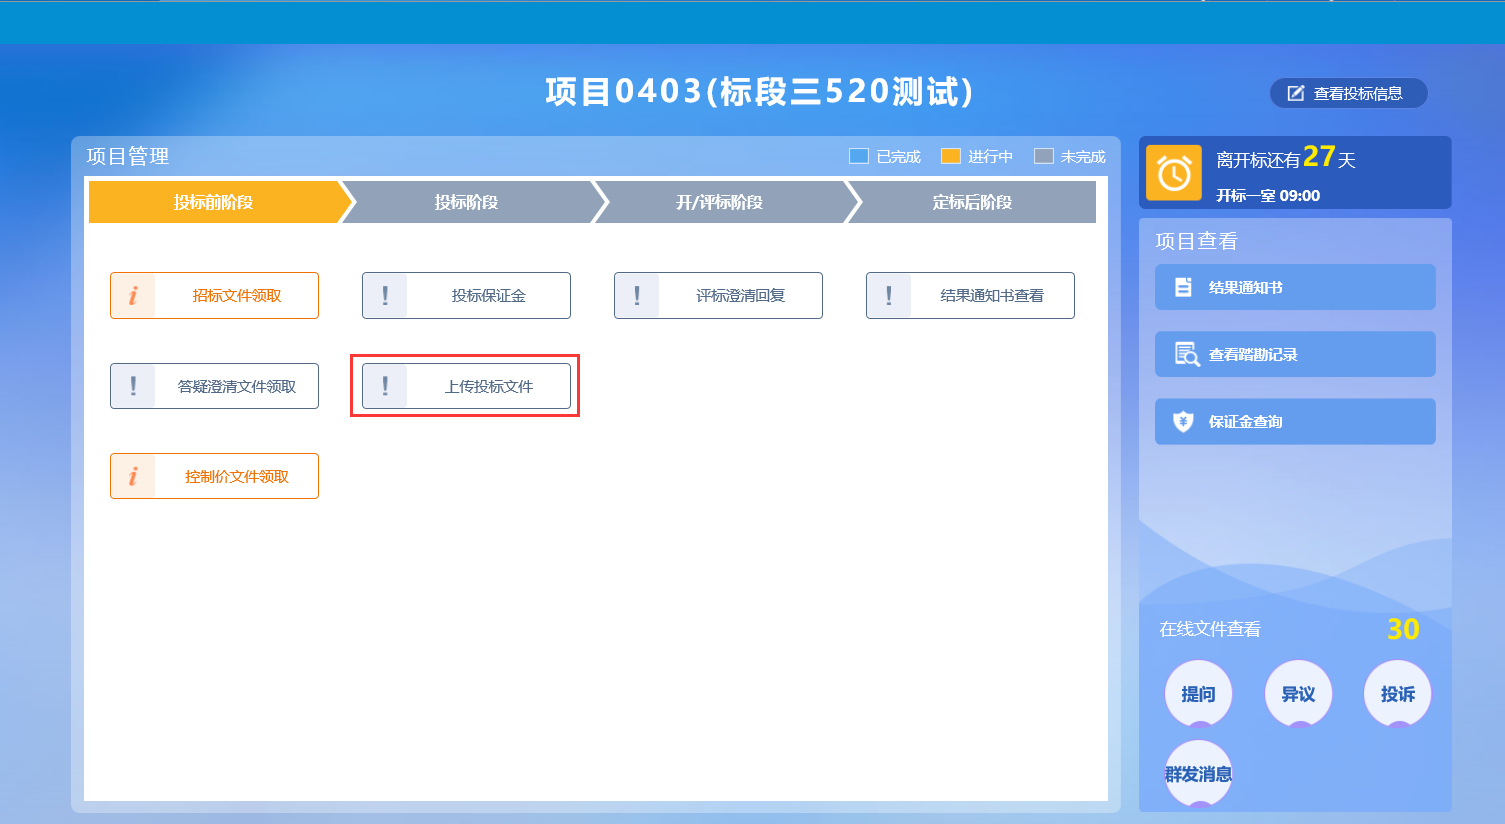 项目0403(标段三520测试)
查看投标信息
项目管理
已完成 进行中 未完成
投标前阶段 投标阶段 开/评标阶段 定标后阶段
i 招标文件领取 ! 投标保证金 ! 评标澄清回复 ! 结果通知书查看
! 答疑澄清文件领取 ! 上传投标文件
i 控制价文件领取
离开标还有27天
开标一室 09:00
项目查看
结果通知书
查看踏勘记录
¥ 保证金查询
在线文件查看 30
提问 异议 投诉
群发消息